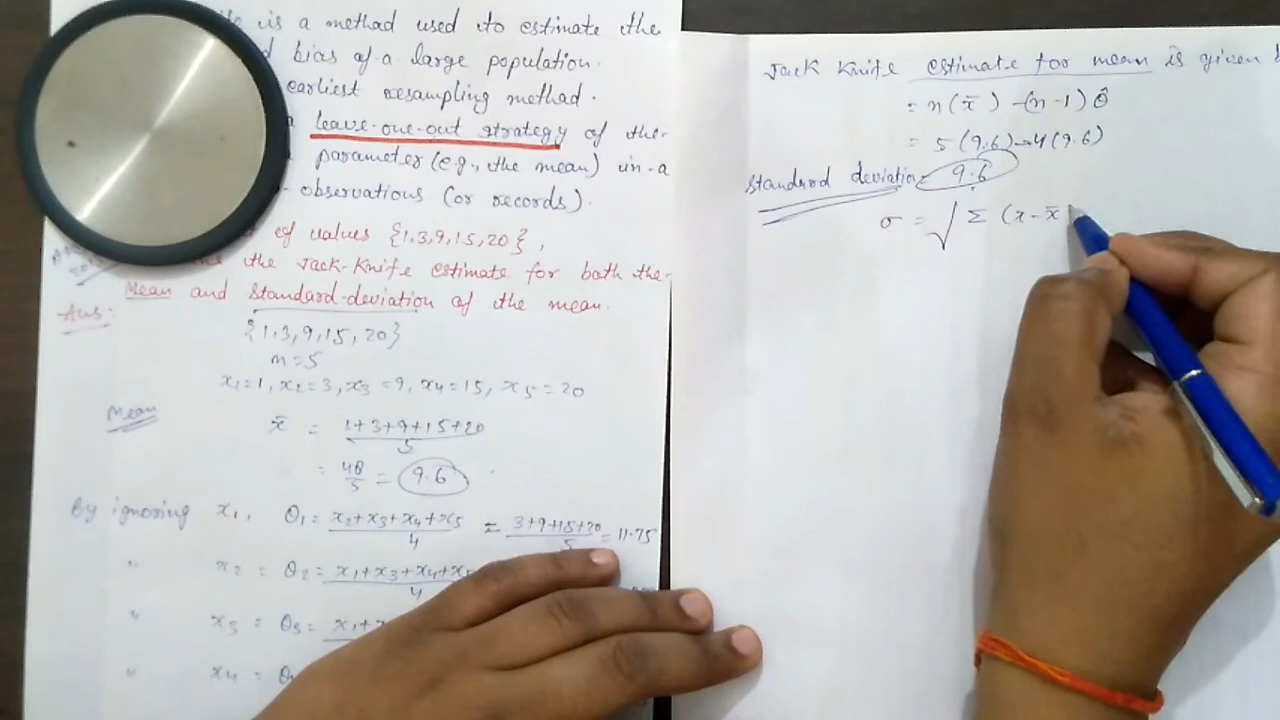 is a method used to estimate the
bias of a large population.
earliest resampling method.
leave-one-out strategy of the
parameter (e.g., the mean) in a
observations (or records).
of values {1,3,9,15,20},
the Jack-Knife estimate for both the
Mean and Standard-deviation of the mean.
Ans:
{1,3,9,15,20}
n=5
x1=1, x2=3, x3=9, x4=15, x5=20
Mean
x̄ = 1+3+9+15+20
5
= 48/5 = 9.6
By ignoring x1, θ1 = x2+x3+x4+x5 / 4 = 3+9+15+20 / 5 = 11.75
" x2 = θ2 = x1+x3+x4+x5 / 4
" x3 = θ3 = x1+
" x4 = θ
Jack Knife estimate for mean is given
= n(x̄) -(n-1)θ̂
= 5(9.6)-4(9.6)
Standard deviation 9.6
σ = √ Σ (x-x̄)